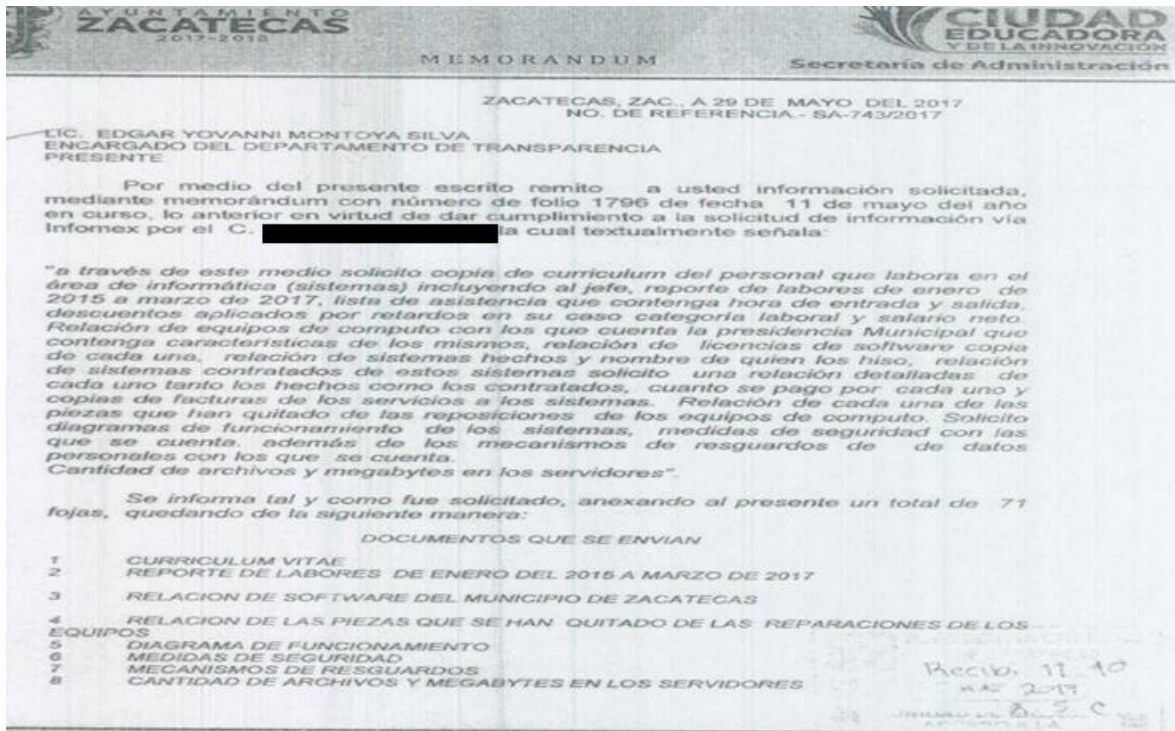 AYUNTAMIENTO
ZACATECAS
2017-2018
CIUDAD
EDUCADORA
Y DE LA INNOVACIÓN
MEMORANDUM
Secretaría de Administración
ZACATECAS, ZAC., A 29 DE MAYO DEL 2017
NO. DE REFERENCIA.- SA-743/2017
LIC. EDGAR YOVANNI MONTOYA SILVA
ENCARGADO DEL DEPARTAMENTO DE TRANSPARENCIA
PRESENTE
Por medio del presente escrito remito a usted información solicitada,
mediante memorándum con número de folio 1796 de fecha 11 de mayo del año
en curso, lo anterior en virtud de dar cumplimiento a la solicitud de información vía
Infomex por el C. la cual textualmente señala:
"a través de este medio solicito copia de curriculum del personal que labora en el
área de informática (sistemas) incluyendo al jefe, reporte de labores de enero de
2015 a marzo de 2017, lista de asistencia que contenga hora de entrada y salida,
descuentos aplicados por retardos en su caso categoría laboral y salario neto.
Relación de equipos de computo con los que cuenta la presidencia Municipal que
contenga características de los mismos, relación de licencias de software copia
de cada una, relación de sistemas hechos y nombre de quien los hiso, relación
de sistemas contratados de estos sistemas solicito una relación detalladas de
cada uno tanto los hechos como los contratados, cuanto se pago por cada uno y
copias de facturas de los servicios a los sistemas. Relación de cada una de las
piezas que han quitado de las reposiciones de los equipos de computo. Solicito
diagramas de funcionamiento de los sistemas, medidas de seguridad con las
que se cuenta. además de los mecanismos de resguardos de de datos
personales con los que se cuenta.
Cantidad de archivos y megabytes en los servidores".
Se informa tal y como fue solicitado, anexando al presente un total de 71
fojas, quedando de la siguiente manera:
DOCUMENTOS QUE SE ENVIAN
1 CURRICULUM VITAE
2 REPORTE DE LABORES DE ENERO DEL 2015 A MARZO DE 2017
3 RELACION DE SOFTWARE DEL MUNICIPIO DE ZACATECAS
4 RELACION DE LAS PIEZAS QUE SE HAN QUITADO DE LAS REPARACIONES DE LOS
EQUIPOS
5 DIAGRAMA DE FUNCIONAMIENTO
6 MEDIDAS DE SEGURIDAD
7 MECANISMOS DE RESGUARDOS
8 CANTIDAD DE ARCHIVOS Y MEGABYTES EN LOS SERVIDORES